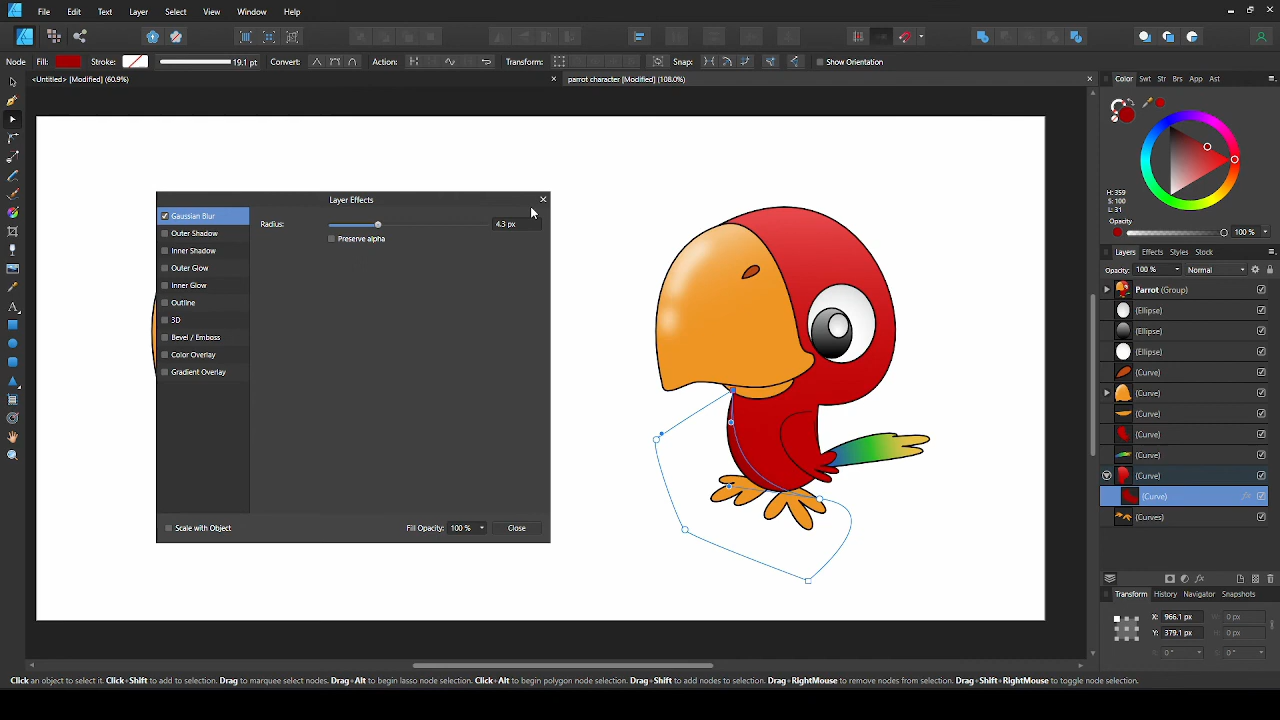 File Edit Text Layer Select View Window Help
Node Fill: Stroke: 19.1 pt Convert: Action: Transform: Snap: Show Orientation
<Untitled> [Modified] (60.9%) parrot character [Modified] (108.0%)
Color Swt Str Brs App Ast
H: 359
S: 100
L: 31
Opacity
100 %
Layers Effects Styles Stock
Opacity: 100 % Normal
Parrot (Group)
(Ellipse)
(Ellipse)
(Ellipse)
(Curve)
(Curve)
(Curve)
(Curve)
(Curve)
(Curve)
(Curve) fx
(Curves)
fx
Transform History Navigator Snapshots
X: 966.1 px W: 0 px
Y: 379.1 px H: 0 px
0 ° S: 0 °
Layer Effects
Gaussian Blur
Outer Shadow
Inner Shadow
Outer Glow
Inner Glow
Outline
3D
Bevel / Emboss
Color Overlay
Gradient Overlay
Radius: 4.3 px
Preserve alpha
Scale with Object Fill Opacity: 100 % Close
Click an object to select it. Click+Shift to add to selection. Drag to marquee select nodes. Drag+Alt to begin lasso node selection. Click+Alt to begin polygon node selection. Drag+Shift to add nodes to selection. Drag+RightMouse to remove nodes from selection. Drag+Shift+RightMouse to toggle node selection.